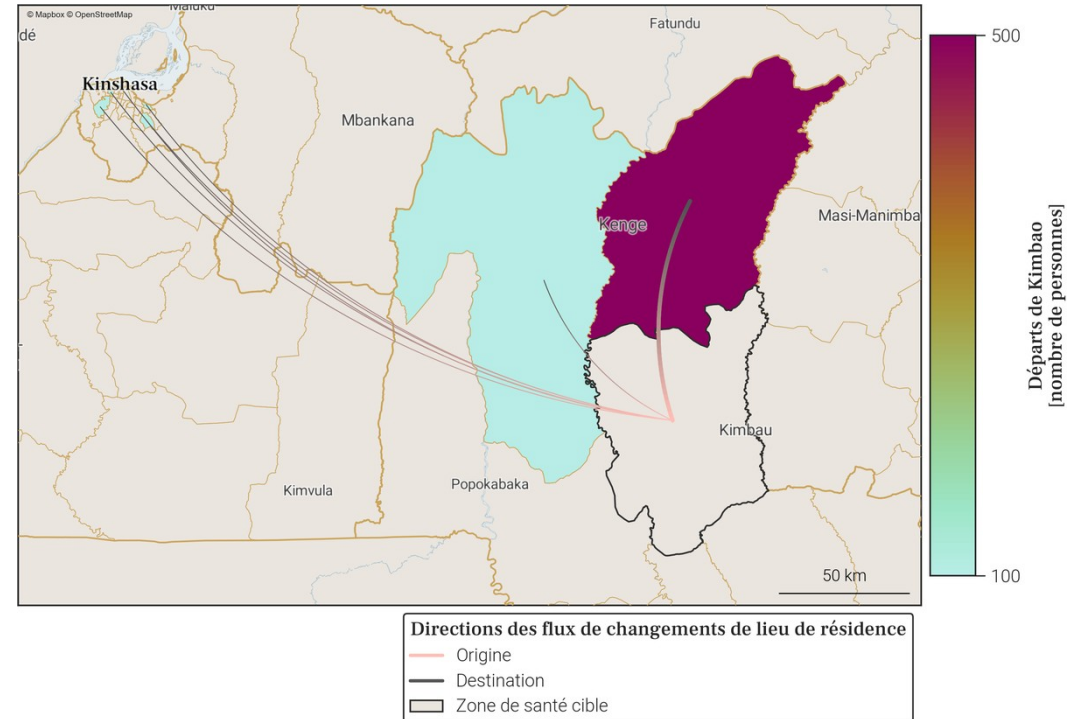 © Mapbox © OpenStreetMap
Maluku
dé
Fatundu
Kinshasa
Mbankana
Masi-Manimba
Kenge
Kimbau
Popokabaka
Kimvula
50 km
500
100
Départs de Kimbao
[nombre de personnes]
Directions des flux de changements de lieu de résidence
Origine
Destination
Zone de santé cible